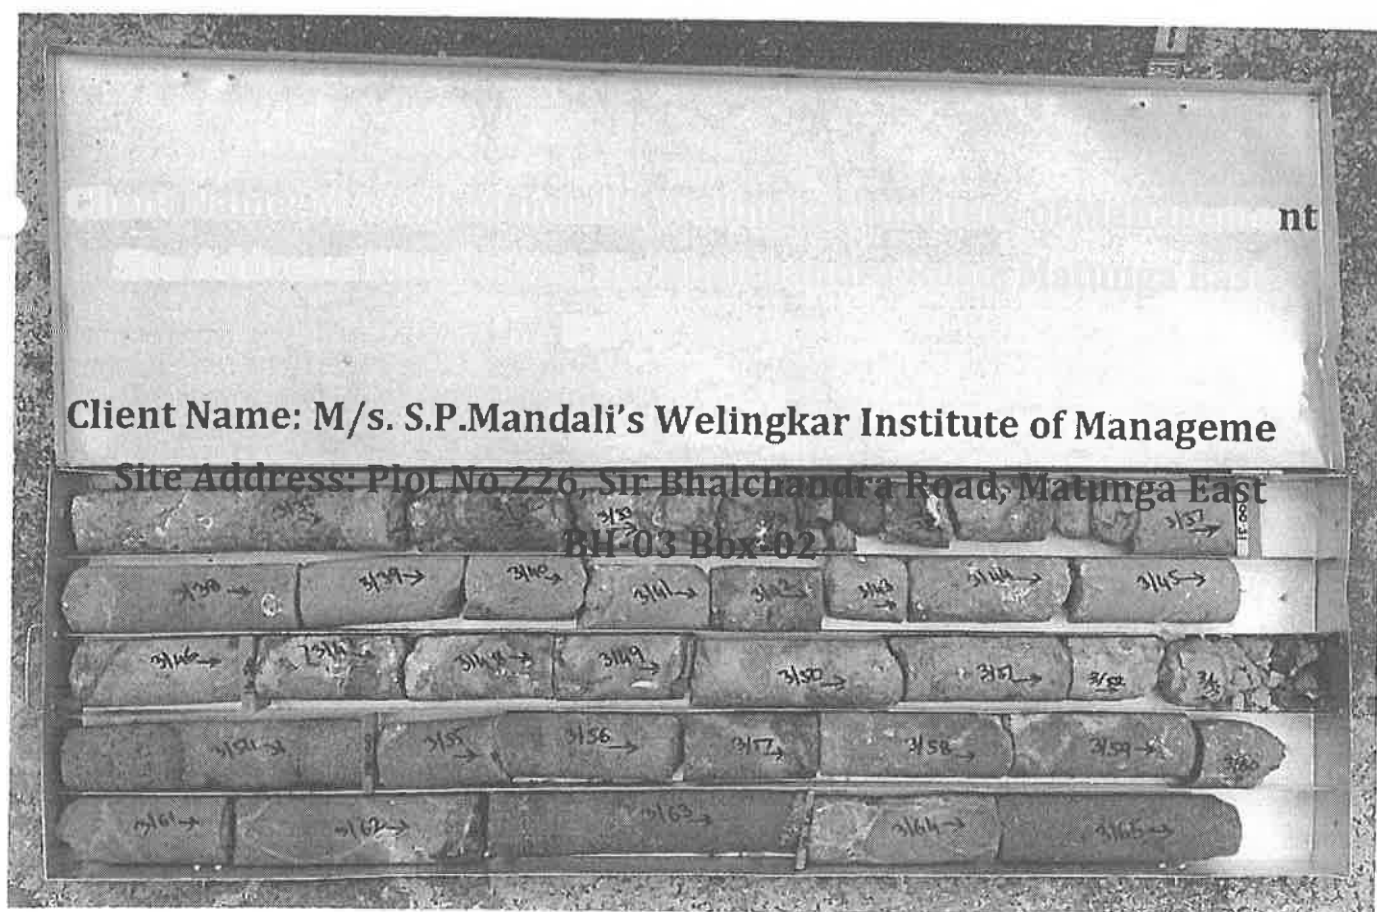 nt
Client Name: M/s. S.P.Mandali's Welingkar Institute of Manageme
Site Address: Plot No.226, Sir Bhalchandra Road, Matunga East
BH-03 Box-02
3/37
3/38 3/39 3/40 3/41 3/42 3/43 3/44 3/45
3/48 3/49 3/50 3/51
3/55 3/56 3/57 3/58 3/59 3/60
3/61 3/62 3/63 3/64 3/65